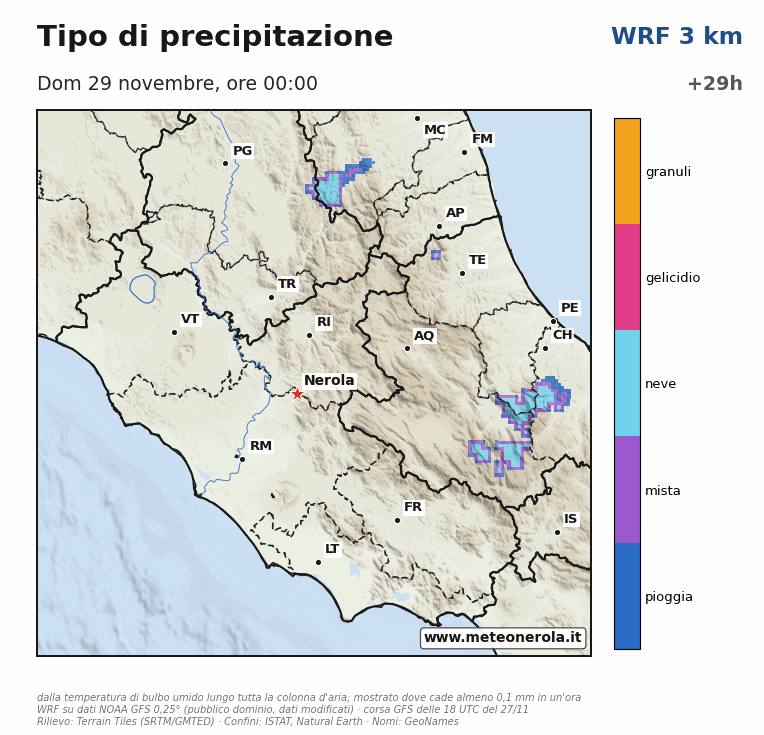 Tipo di precipitazione
WRF 3 km
Dom 29 novembre, ore 00:00
+29h
MC
FM
PG
AP
TE
TR
PE
VT
RI
AQ
CH
Nerola
RM
FR
IS
LT
www.meteonerola.it
granuli
gelicidio
neve
mista
pioggia
dalla temperatura di bulbo umido lungo tutta la colonna d'aria; mostrato dove cade almeno 0,1 mm in un'ora
WRF su dati NOAA GFS 0,25° (pubblico dominio, dati modificati) · corsa GFS delle 18 UTC del 27/11
Rilievo: Terrain Tiles (SRTM/GMTED) · Confini: ISTAT, Natural Earth · Nomi: GeoNames